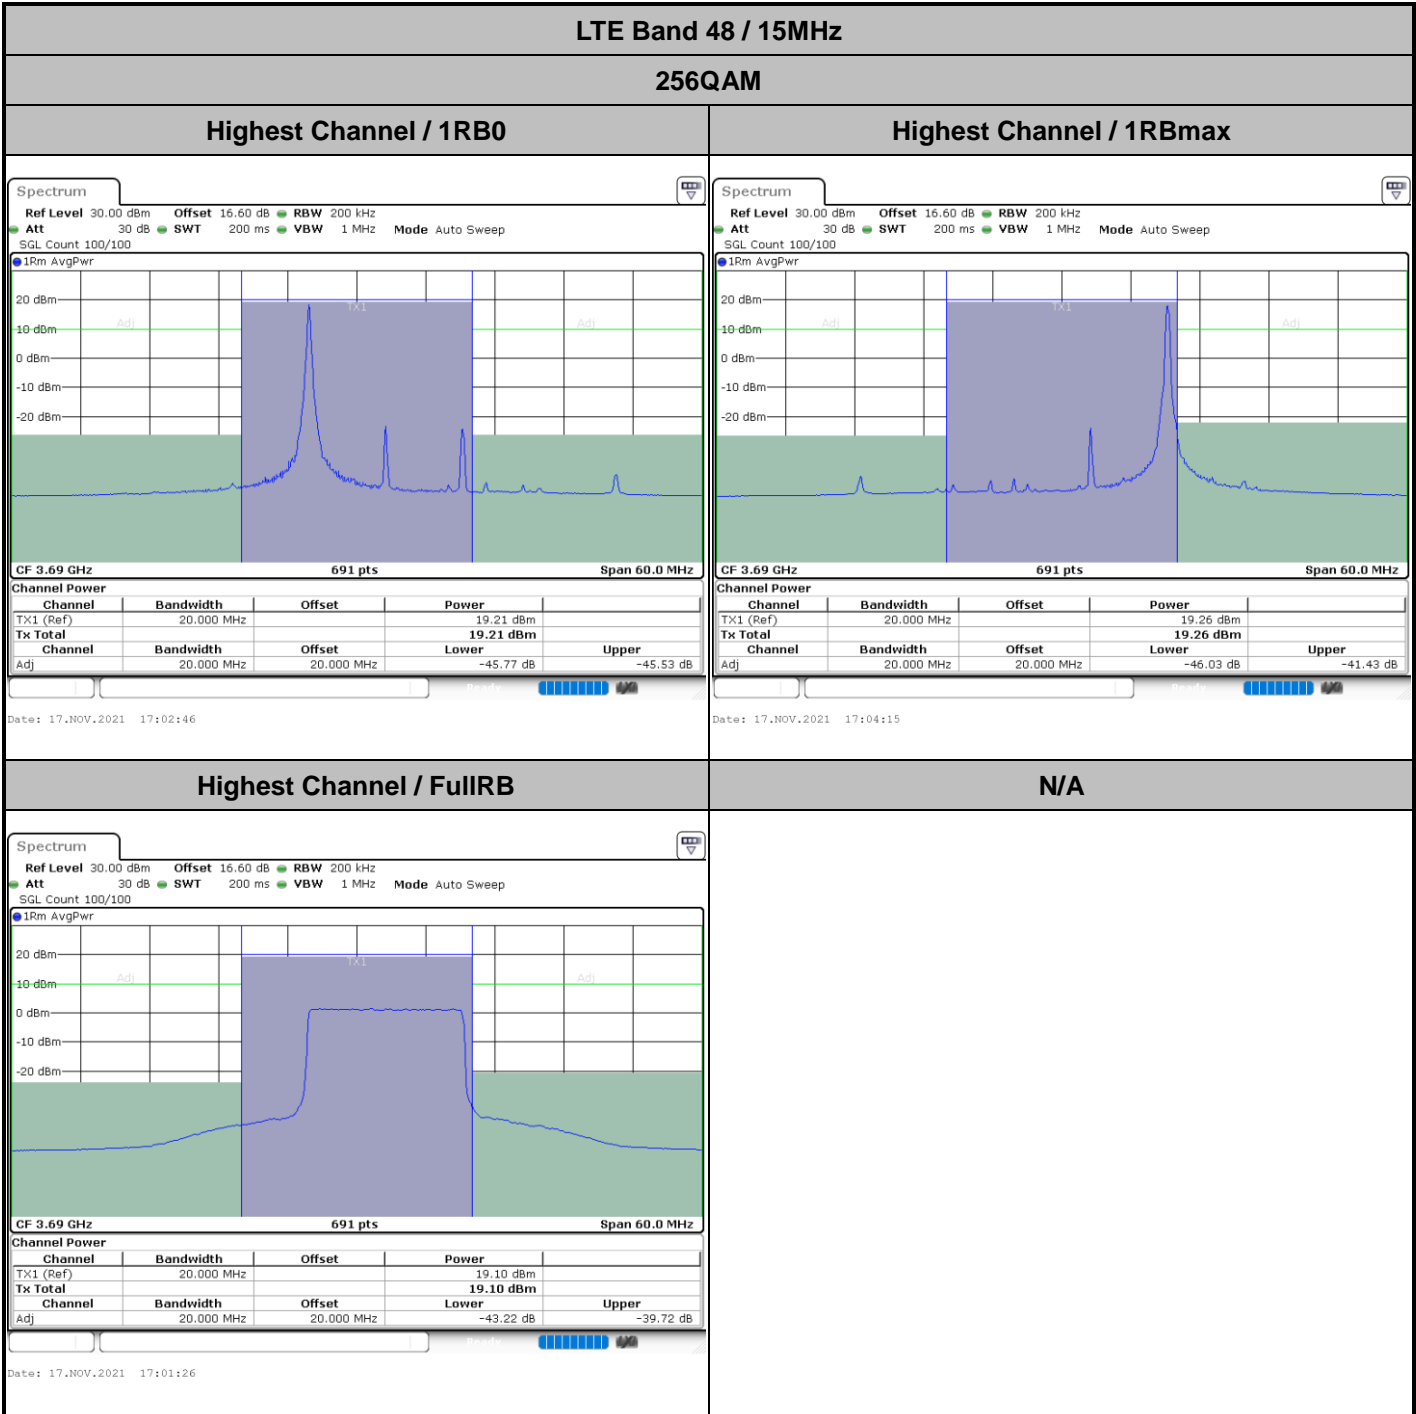 LTE Band 48 / 15MHz
256QAM
Highest Channel / 1RB0
Highest Channel / 1RBmax
Spectrum
Ref Level 30.00 dBm Offset 16.60 dB RBW 200 kHz
Att 30 dB SWT 200 ms VBW 1 MHz Mode Auto Sweep
SGL Count 100/100
1Rm AvgPwr
20 dBm
TX1
Adj
Adj
10 dBm
0 dBm
-10 dBm
-20 dBm
CF 3.69 GHz 691 pts Span 60.0 MHz
Channel Power
Channel Bandwidth Offset Power
TX1 (Ref) 20.000 MHz 19.21 dBm
Tx Total 19.21 dBm
Channel Bandwidth Offset Lower Upper
Adj 20.000 MHz 20.000 MHz -45.77 dB -45.53 dB
Ready
Date: 17.NOV.2021 17:02:46
Spectrum
Ref Level 30.00 dBm Offset 16.60 dB RBW 200 kHz
Att 30 dB SWT 200 ms VBW 1 MHz Mode Auto Sweep
SGL Count 100/100
1Rm AvgPwr
20 dBm
TX1
Adj
Adj
10 dBm
0 dBm
-10 dBm
-20 dBm
CF 3.69 GHz 691 pts Span 60.0 MHz
Channel Power
Channel Bandwidth Offset Power
TX1 (Ref) 20.000 MHz 19.26 dBm
Tx Total 19.26 dBm
Channel Bandwidth Offset Lower Upper
Adj 20.000 MHz 20.000 MHz -46.03 dB -41.43 dB
Ready
Date: 17.NOV.2021 17:04:15
Highest Channel / FullRB
N/A
Spectrum
Ref Level 30.00 dBm Offset 16.60 dB RBW 200 kHz
Att 30 dB SWT 200 ms VBW 1 MHz Mode Auto Sweep
SGL Count 100/100
1Rm AvgPwr
20 dBm
TX1
Adj
Adj
10 dBm
0 dBm
-10 dBm
-20 dBm
CF 3.69 GHz 691 pts Span 60.0 MHz
Channel Power
Channel Bandwidth Offset Power
TX1 (Ref) 20.000 MHz 19.10 dBm
Tx Total 19.10 dBm
Channel Bandwidth Offset Lower Upper
Adj 20.000 MHz 20.000 MHz -43.22 dB -39.72 dB
Ready
Date: 17.NOV.2021 17:01:26